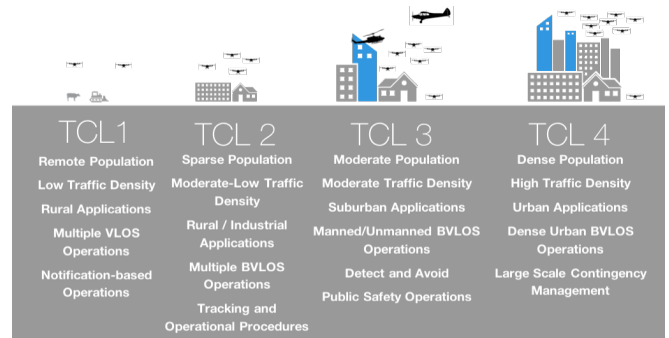 TCL1
Remote Population
Low Traffic Density
Rural Applications
Multiple VLOS
Operations
Notification-based
Operations
TCL 2
Sparse Population
Moderate-Low Traffic
Density
Rural / Industrial
Applications
Multiple BVLOS
Operations
Tracking and
Operational Procedures
TCL 3
Moderate Population
Moderate Traffic Density
Suburban Applications
Manned/Unmanned BVLOS
Operations
Detect and Avoid
Public Safety Operations
TCL 4
Dense Population
High Traffic Density
Urban Applications
Dense Urban BVLOS
Operations
Large Scale Contingency
Management